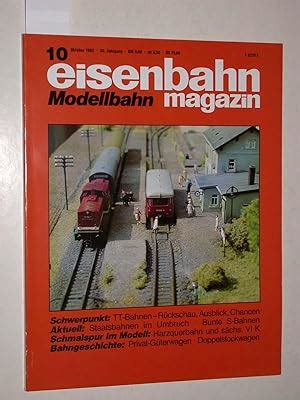 10
Oktober
eisenbahn
Modellbahn magazin
Schwerpunkt: TT-Bahnen – Rückschau, Ausblick, Chancen
Aktuell: Staatsbahnen im Umbruch Bunte S-Bahnen
Schmalspur im Modell: Harzquerbahn und sächs. VI K
Bahngeschichte: Privat-Güterwagen Doppelstockwagen